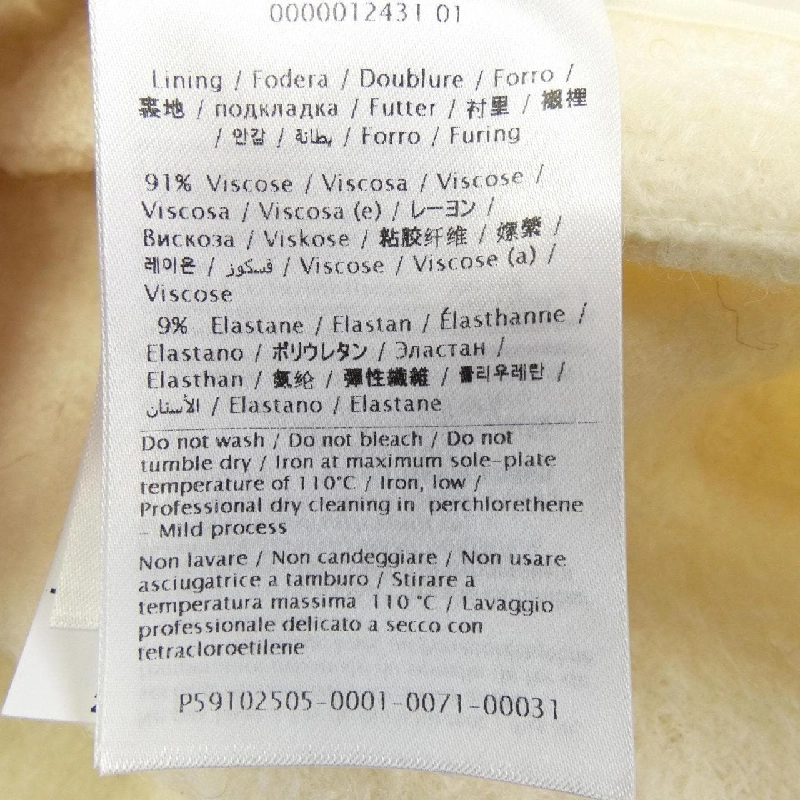 0000012431 01
Lining / Fodera / Doublure / Forro /
裏地 / подкладка / Futter / 衬里 / 襯裡
/ 안감 / بطانة / Forro / Furing
91% Viscose / Viscosa / Viscose /
Viscosa / Viscosa (e) / レーヨン /
Вискоза / Viskose / 粘胶纤维 / 嫘縈 /
레이온 / فسكوز / Viscose / Viscose (a) /
Viscose
9% Elastane / Elastan / Élasthanne /
Elastano / ポリウレタン / Эластан /
Elasthan / 氨纶 / 彈性纖維 / 폴리우레탄 /
الأستان / Elastano / Elastane
Do not wash / Do not bleach / Do not
tumble dry / Iron at maximum sole-plate
temperature of 110°C / Iron, low /
Professional dry cleaning in perchlorethene
- Mild process
Non lavare / Non candeggiare / Non usare
asciugatrice a tamburo / Stirare a
temperatura massima 110 °C / Lavaggio
professionale delicato a secco con
tetracloroetilene
P59102505-0001-0071-00031